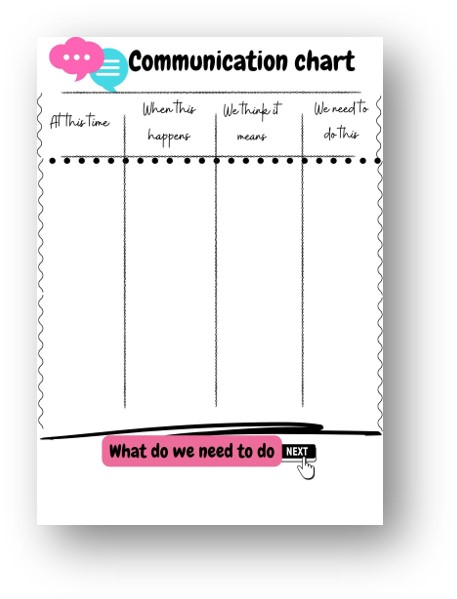 Communication chart
At this time
When this
happens
We think it
means
We need to
do this
What do we need to do NEXT